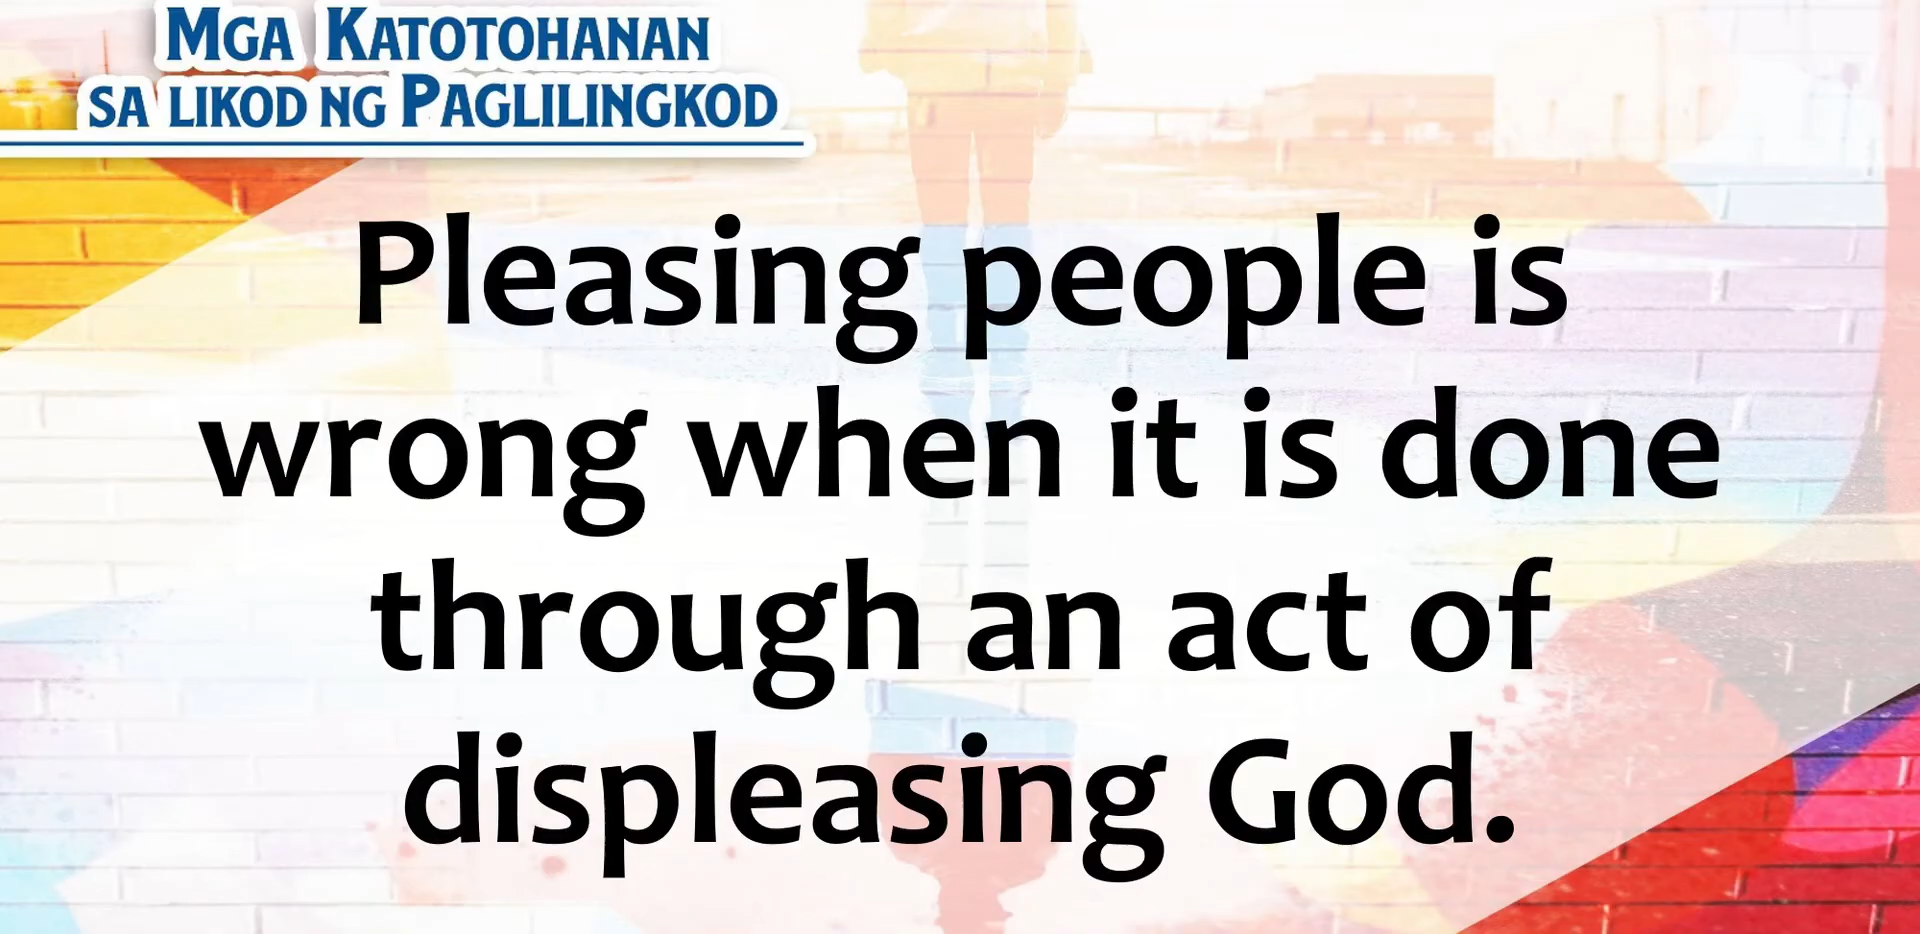 MGA KATOTOHANAN
SA LIKOD NG PAGLILINGKOD
Pleasing people is
wrong when it is done
through an act of
displeasing God.